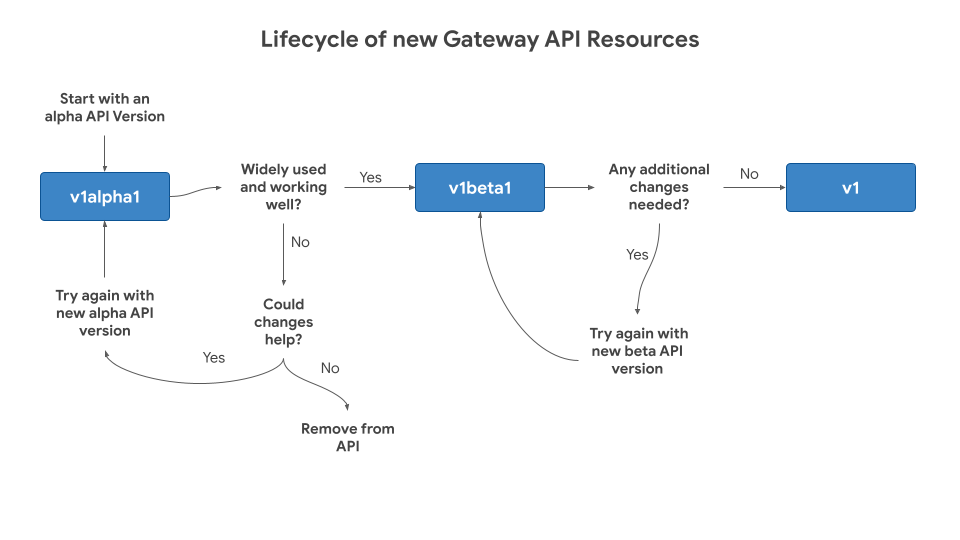 Lifecycle of new Gateway API Resources
Start with an
alpha API Version
v1alpha1
Widely used
and working
well?
Yes
v1beta1
Any additional
changes
needed?
No
v1
No
Yes
Try again with
new alpha API
version
Could
changes
help?
Try again with
new beta API
version
Yes
No
Remove from
API